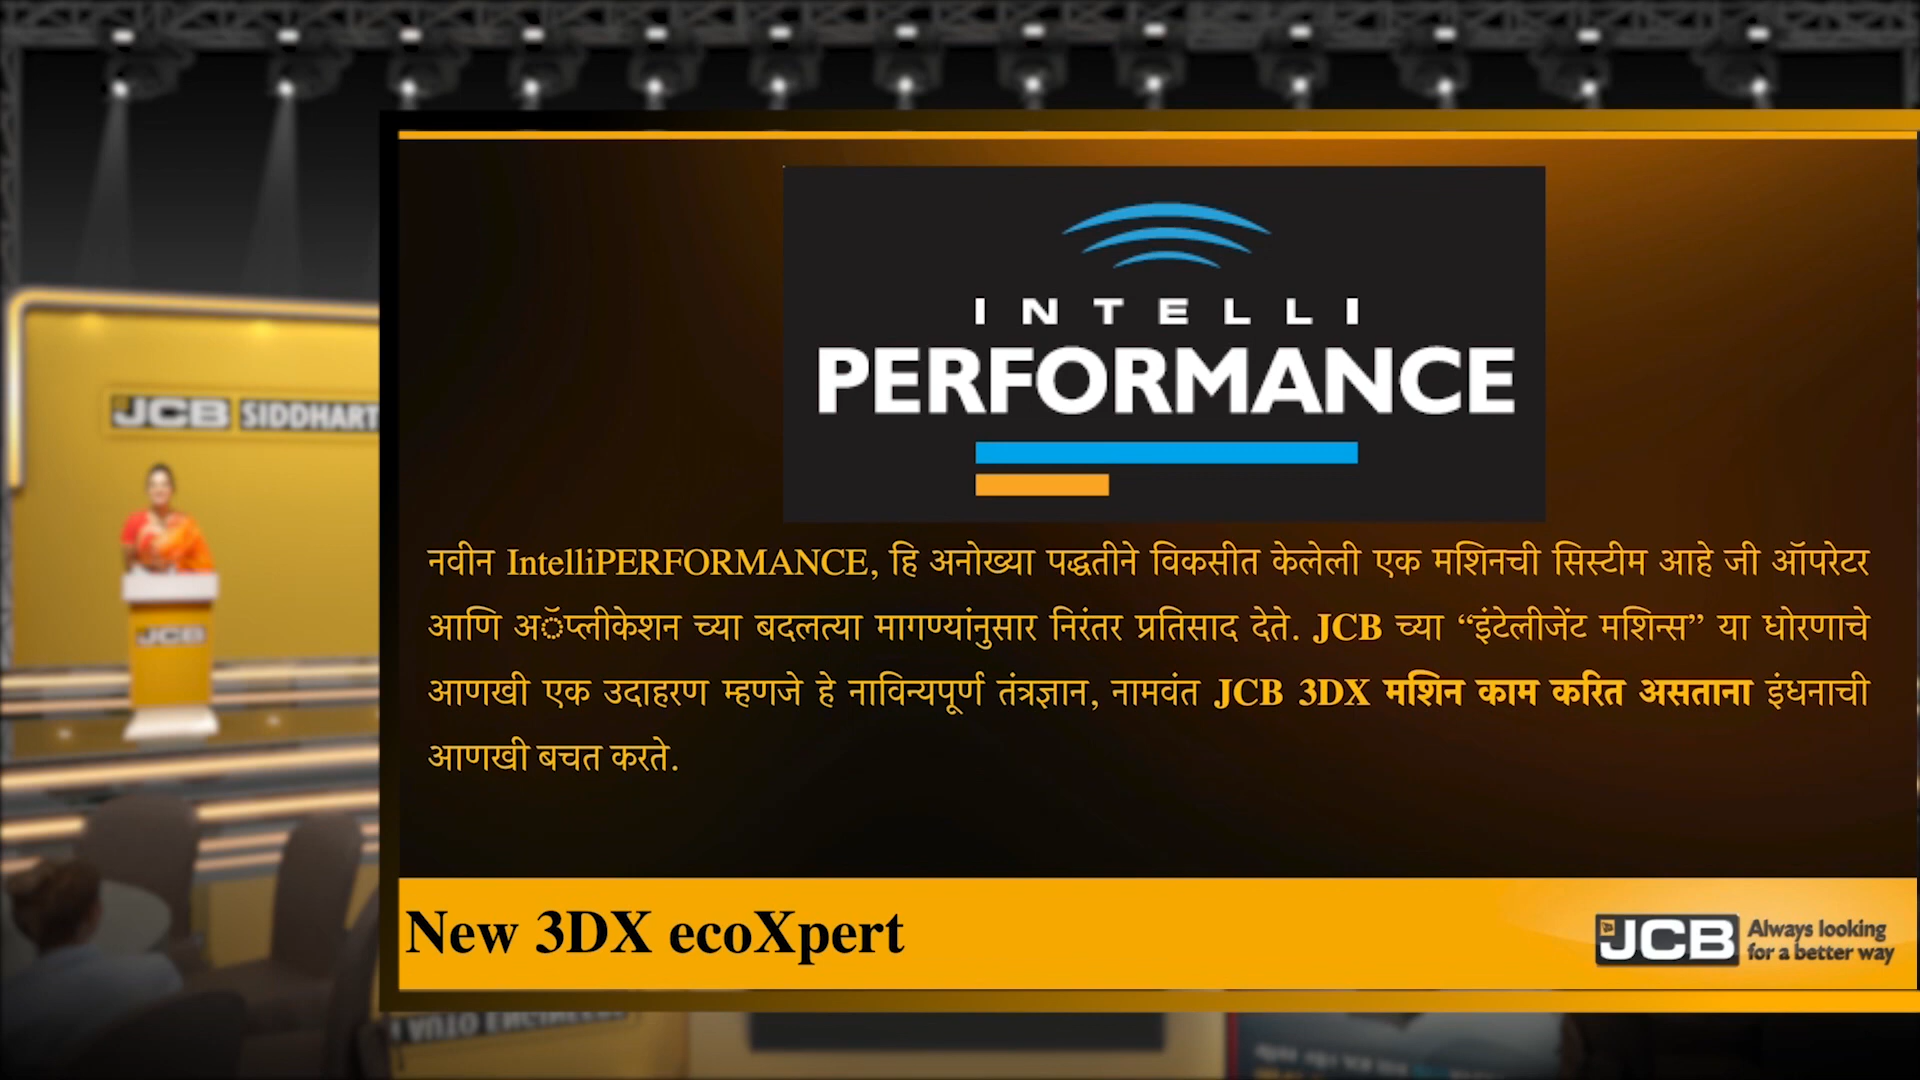 INTELLI
PERFORMANCE
नवीन IntelliPERFORMANCE, हि अनोख्या पद्धतीने विकसीत केलेली एक मशिनची सिस्टीम आहे जी ऑपरेटर
आणि अॅप्लीकेशन च्या बदलत्या मागण्यांनुसार निरंतर प्रतिसाद देते. JCB च्या “इंटेलीजेंट मशिन्स” या धोरणाचे
आणखी एक उदाहरण म्हणजे हे नाविन्यपूर्ण तंत्रज्ञान, नामवंत JCB 3DX मशिन काम करित असताना इंधनाची
आणखी बचत करते.
JCB SIDDHART
JCB
New 3DX ecoXpert
JCB Always looking
for a better way